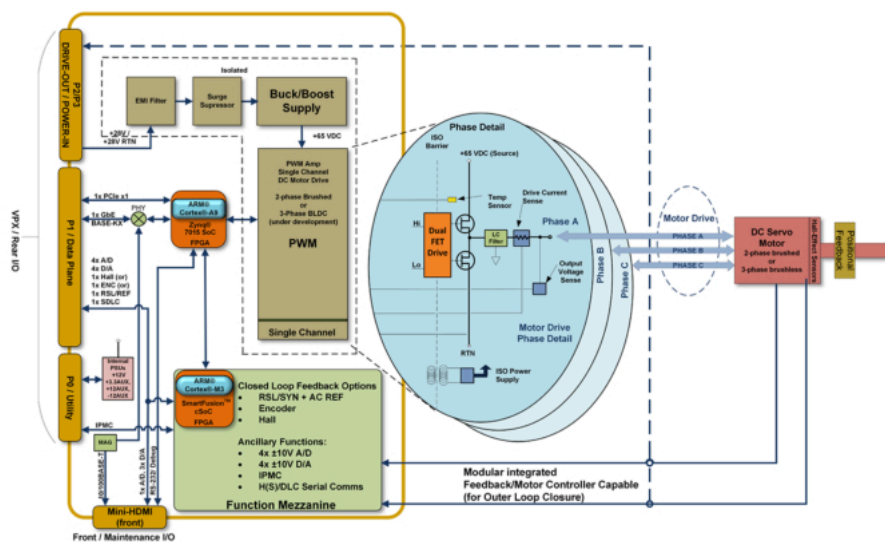 P2/P3
DRIVE-OUT / POWER-IN
VPX / Rear I/O
P1 / Data Plane
P0 / Utility
Isolated
EMI Filter
Surge
Supressor
Buck/Boost
Supply
+28V /
+28V RTN
+65 VDC
PWM Amp
Single Channel
DC Motor Drive
2-phase Brushed
or
3-Phase BLDC
(under development)
PWM
Single Channel
1x PCIe x1
PHY
1x GbE
BASE-KX
ARM®
Cortex®-A9
Zynq®
7015 SoC
FPGA
4x A/D
4x D/A
1x Hall (or)
1x ENC (or)
1x RSL/REF
1x SDLC
Internal
PSUs
+12V
+3.3AUX,
+12AUX,
-12AUX
IPMC
MAG
10/100BASE-T
1x A/D, 3x D/A
RS-232/ Debug
ARM®
Cortex®-M3
SmartFusion™
cSoC
FPGA
Closed Loop Feedback Options
• RSL/SYN + AC REF
• Encoder
• Hall
Ancillary Functions:
• 4x ±10V A/D
• 4x ±10V D/A
• IPMC
• H(S)/DLC Serial Comms
Function Mezzanine
Mini-HDMI
(front)
Front / Maintenance I/O
Phase Detail
ISO
Barrier
+65 VDC (Source)
Temp
Sensor
Drive Current
Sense
Hi
Dual
FET
Drive
Lo
LC
Filter
Phase A
Phase B
Phase C
Output
Voltage
Sense
Motor Drive
Phase Detail
RTN
ISO Power
Supply
Motor Drive
PHASE A
PHASE B
PHASE C
DC Servo
Motor
2-phase brushed
or
3-phase brushless
Hall-Effect Sensors
Positional
Feedback
Modular integrated
Feedback/Motor Controller Capable
(for Outer Loop Closure)